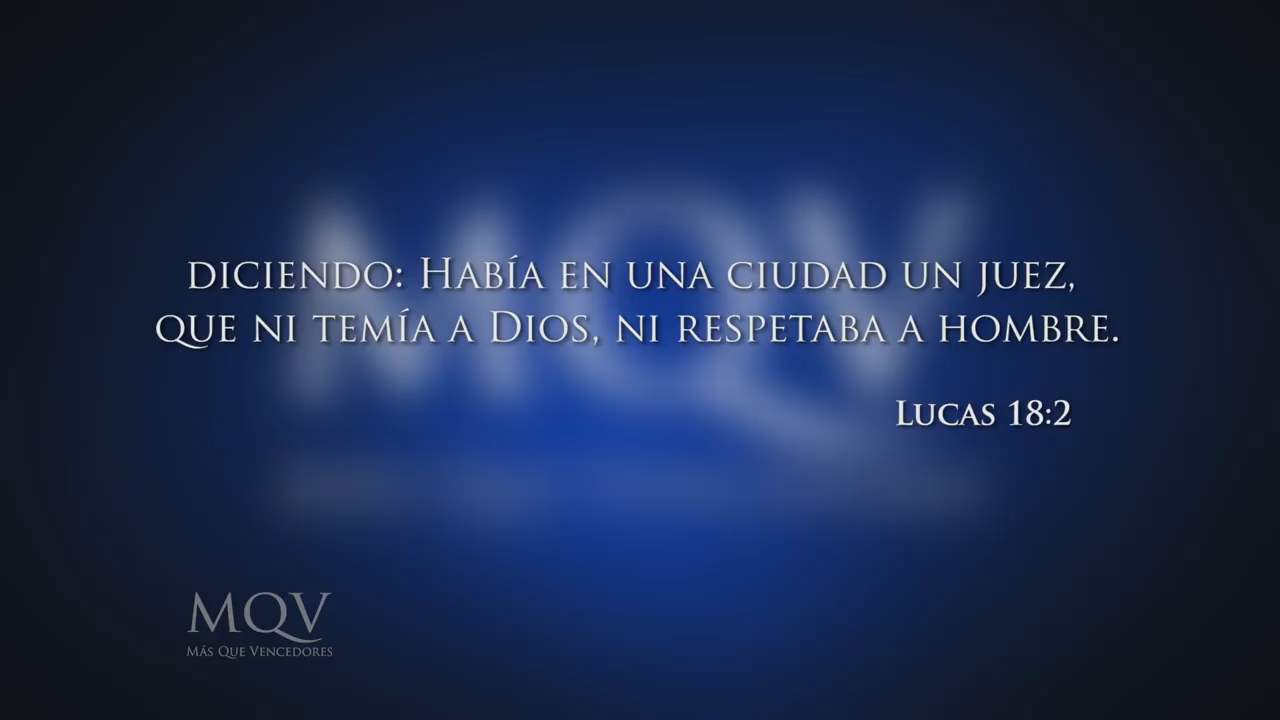 diciendo: Había en una ciudad un juez,
que ni temía a Dios, ni respetaba a hombre.
Lucas 18:2
MQV
Más Que Vencedores